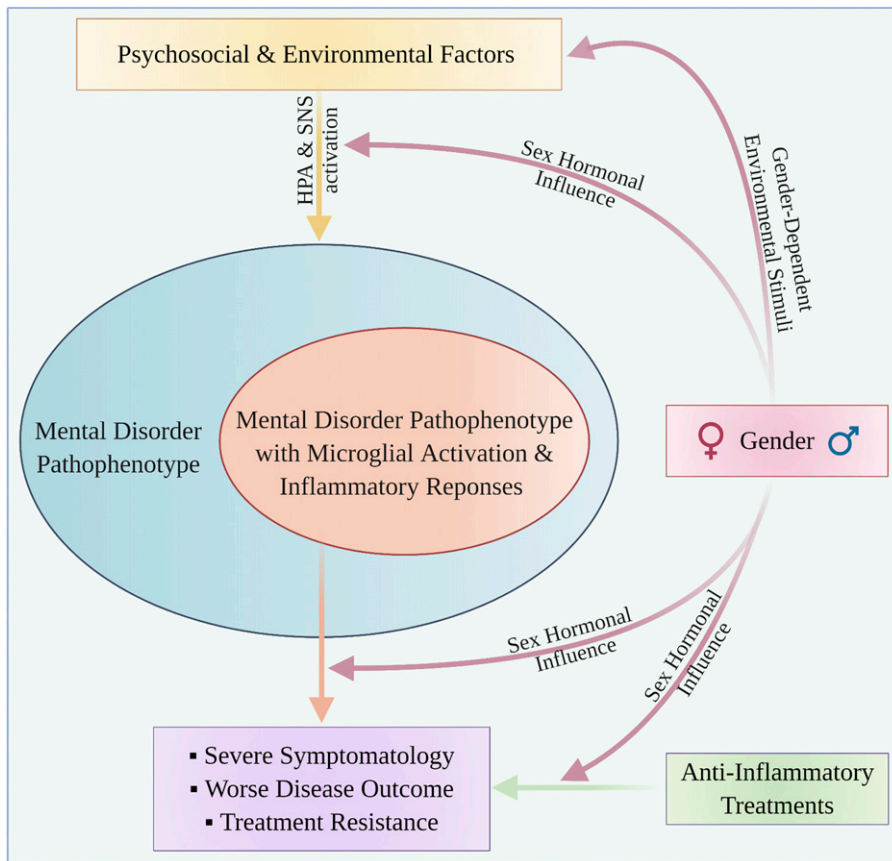 Psychosocial & Environmental Factors
HPA & SNS
activation
Sex Hormonal
Influence
Gender-Dependent
Environmental Stimuli
Mental Disorder
Pathophenotype
Mental Disorder Pathophenotype
with Microglial Activation &
Inflammatory Reponses
♀ Gender ♂
Sex Hormonal
Influence
Sex Hormonal
Influence
▪ Severe Symptomatology
▪ Worse Disease Outcome
▪ Treatment Resistance
Anti-Inflammatory
Treatments